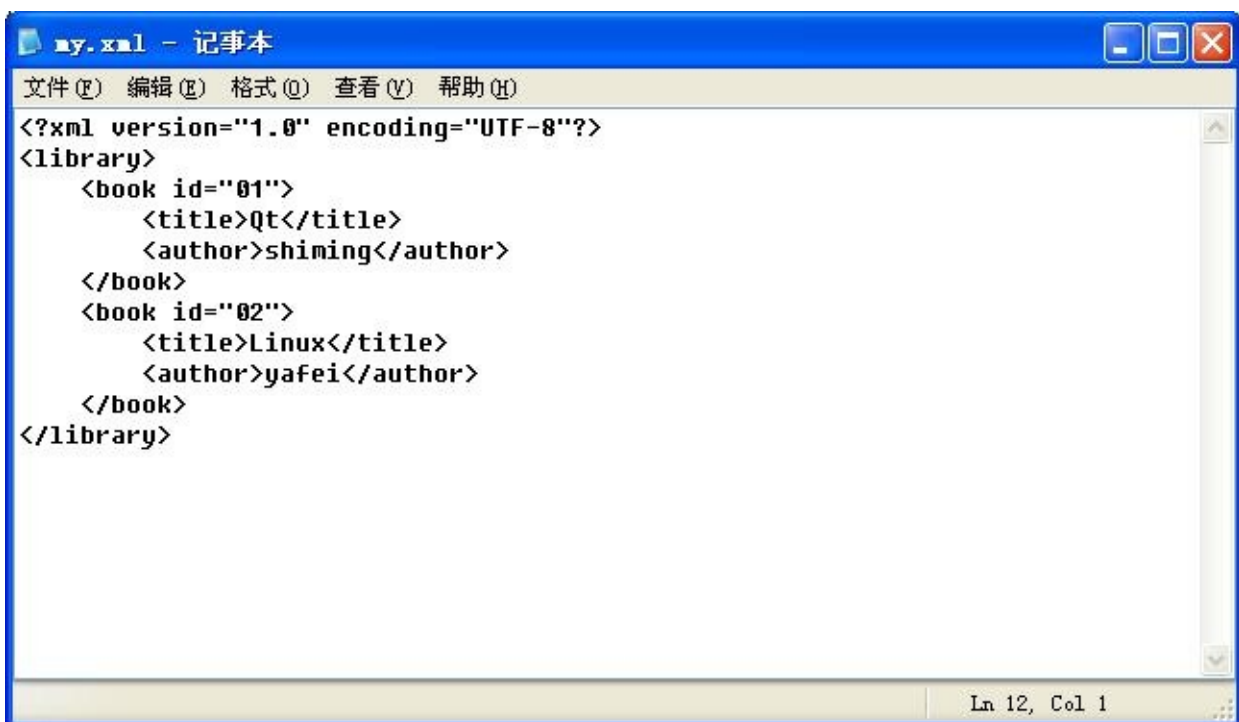 my.xml - 记事本
文件(F) 编辑(E) 格式(O) 查看(V) 帮助(H)
<?xml version="1.0" encoding="UTF-8"?>
<library>
    <book id="01">
        <title>Qt</title>
        <author>shiming</author>
    </book>
    <book id="02">
        <title>Linux</title>
        <author>yafei</author>
    </book>
</library>
Ln 12, Col 1